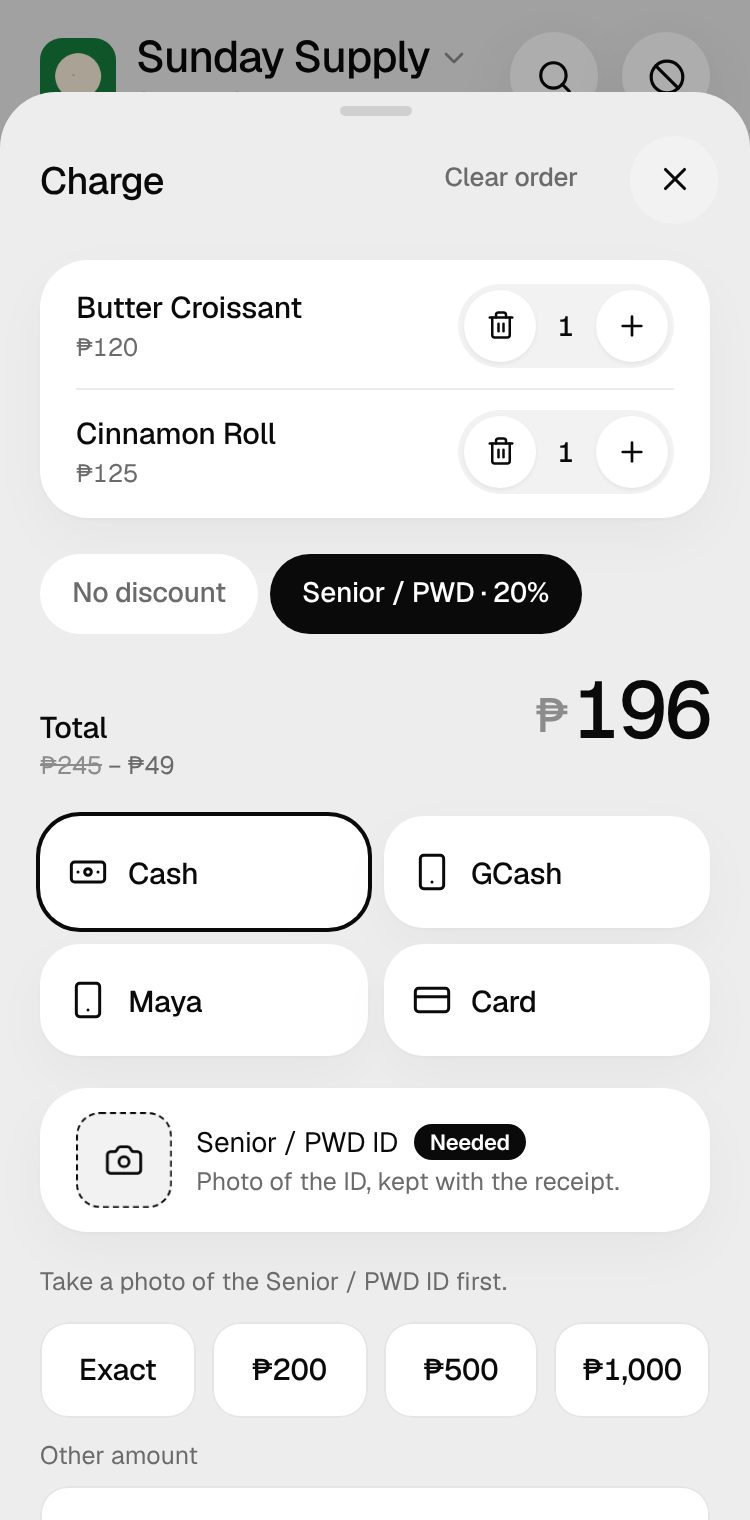 Sunday Supply
Charge
Clear order
Butter Croissant
₱120
1
Cinnamon Roll
₱125
1
No discount
Senior / PWD · 20%
Total
₱196
₱245 – ₱49
Cash
GCash
Maya
Card
Senior / PWD ID
Needed
Photo of the ID, kept with the receipt.
Take a photo of the Senior / PWD ID first.
Exact
₱200
₱500
₱1,000
Other amount